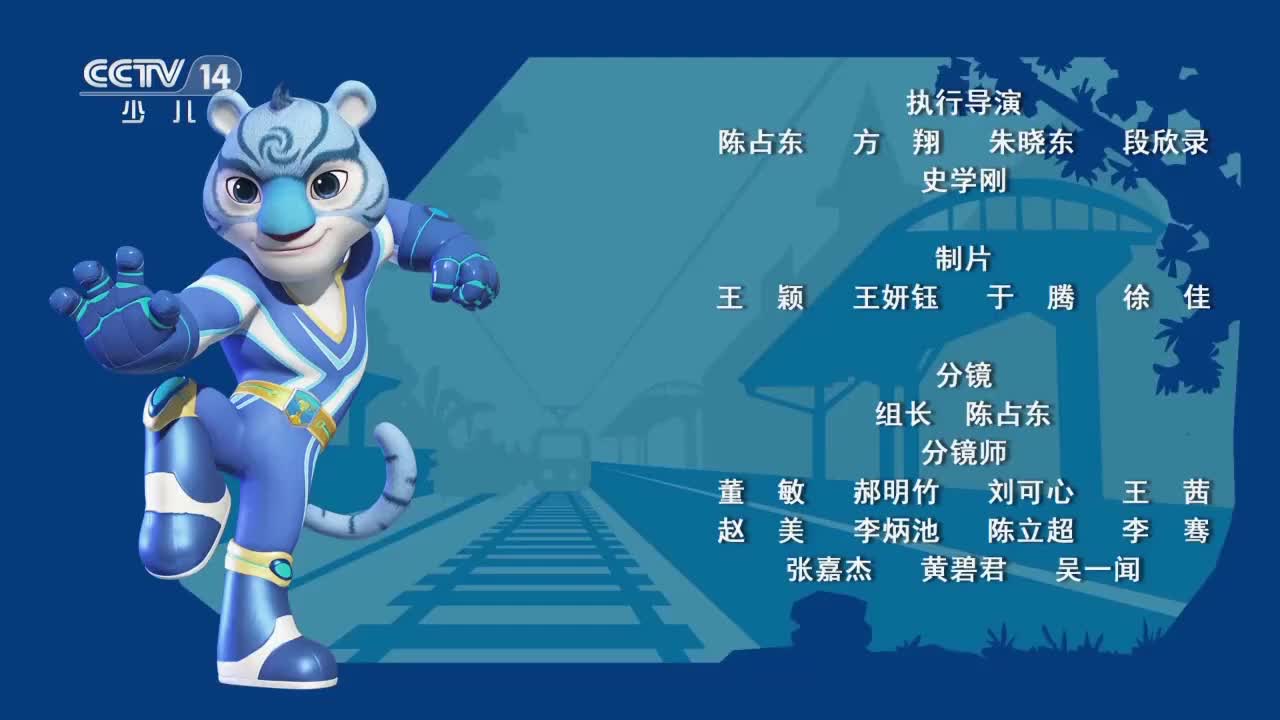 CCTV 14
少儿
执行导演
陈占东 方翔 朱晓东 段欣录
史学刚
制片
王颖 王妍钰 于腾 徐佳
分镜
组长 陈占东
分镜师
董敏 郝明竹 刘可心 王茜
赵美 李炳池 陈立超 李骞
张嘉杰 黄碧君 吴一闻